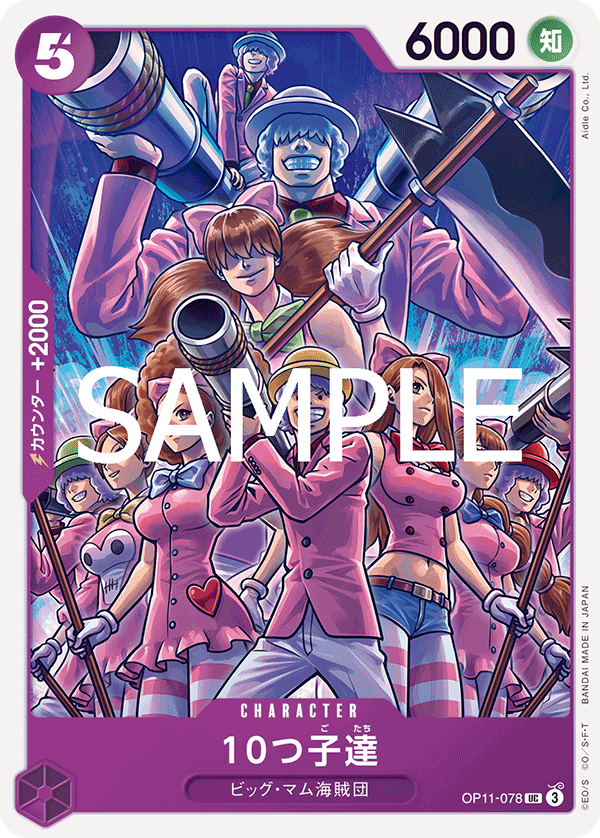 5
6000 知
Aidle Co., Ltd.
カウンター +2000
SAMPLE
CHARACTER
10つ子達
ご たち
ビッグ・マム海賊団
OP11-078 UC 3
©E.O/S ©O/S・F・T BANDAI MADE IN JAPAN